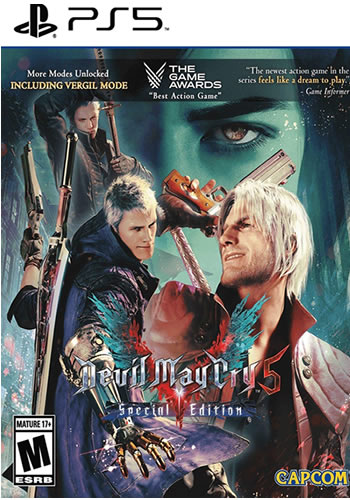 PS5™
More Modes Unlocked
INCLUDING VERGIL MODE
THE
GAME
AWARDS
"Best Action Game"
"The newest action game in the
series feels like a dream to play."
- Game Informer
Devil May Cry 5
Special Edition
MATURE 17+
M
ESRB
CAPCOM